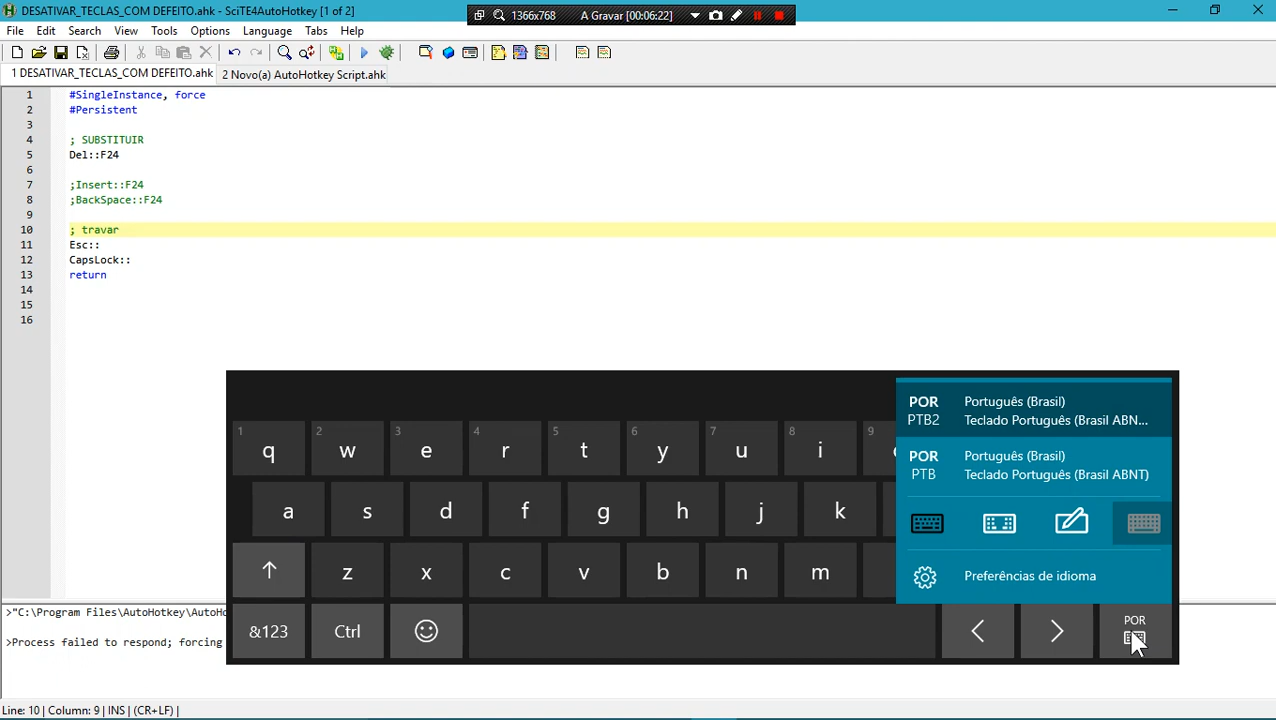 DESATIVAR_TECLAS_COM DEFEITO.ahk - SciTE4AutoHotkey [1 of 2]
1366x768
A Gravar [00:06:22]
File Edit Search View Tools Options Language Tabs Help
1 DESATIVAR_TECLAS_COM DEFEITO.ahk
2 Novo(a) AutoHotkey Script.ahk
1 #SingleInstance, force
2 #Persistent
3
4 ; SUBSTITUIR
5 Del::F24
6
7 ;Insert::F24
8 ;BackSpace::F24
9
10 ; travar
11 Esc::
12 CapsLock::
13 return
14
15
16
1 2 3 4 5 6 7 8 9
q w e r t y u i
a s d f g h j k
z x c v b n m
&123 Ctrl
POR
POR Português (Brasil)
PTB2 Teclado Português (Brasil ABN...
POR Português (Brasil)
PTB Teclado Português (Brasil ABNT)
Preferências de idioma
>"C:\Program Files\AutoHotkey\AutoHo
>Process failed to respond; forcing
Line: 10 | Column: 9 | INS | (CR+LF) |